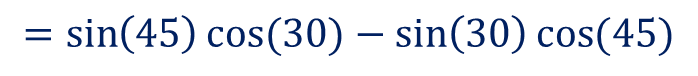 = sin(45) cos(30) − sin(30) cos(45)